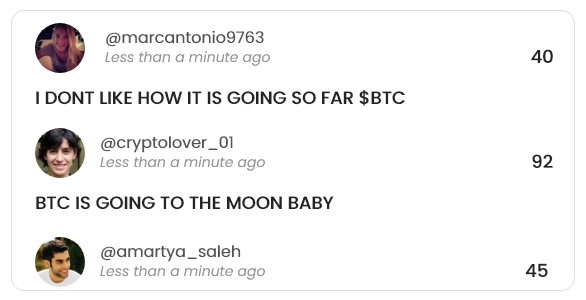 @marcantonio9763
Less than a minute ago
40
I DONT LIKE HOW IT IS GOING SO FAR $BTC
@cryptolover_01
Less than a minute ago
92
BTC IS GOING TO THE MOON BABY
@amartya_saleh
Less than a minute ago
45